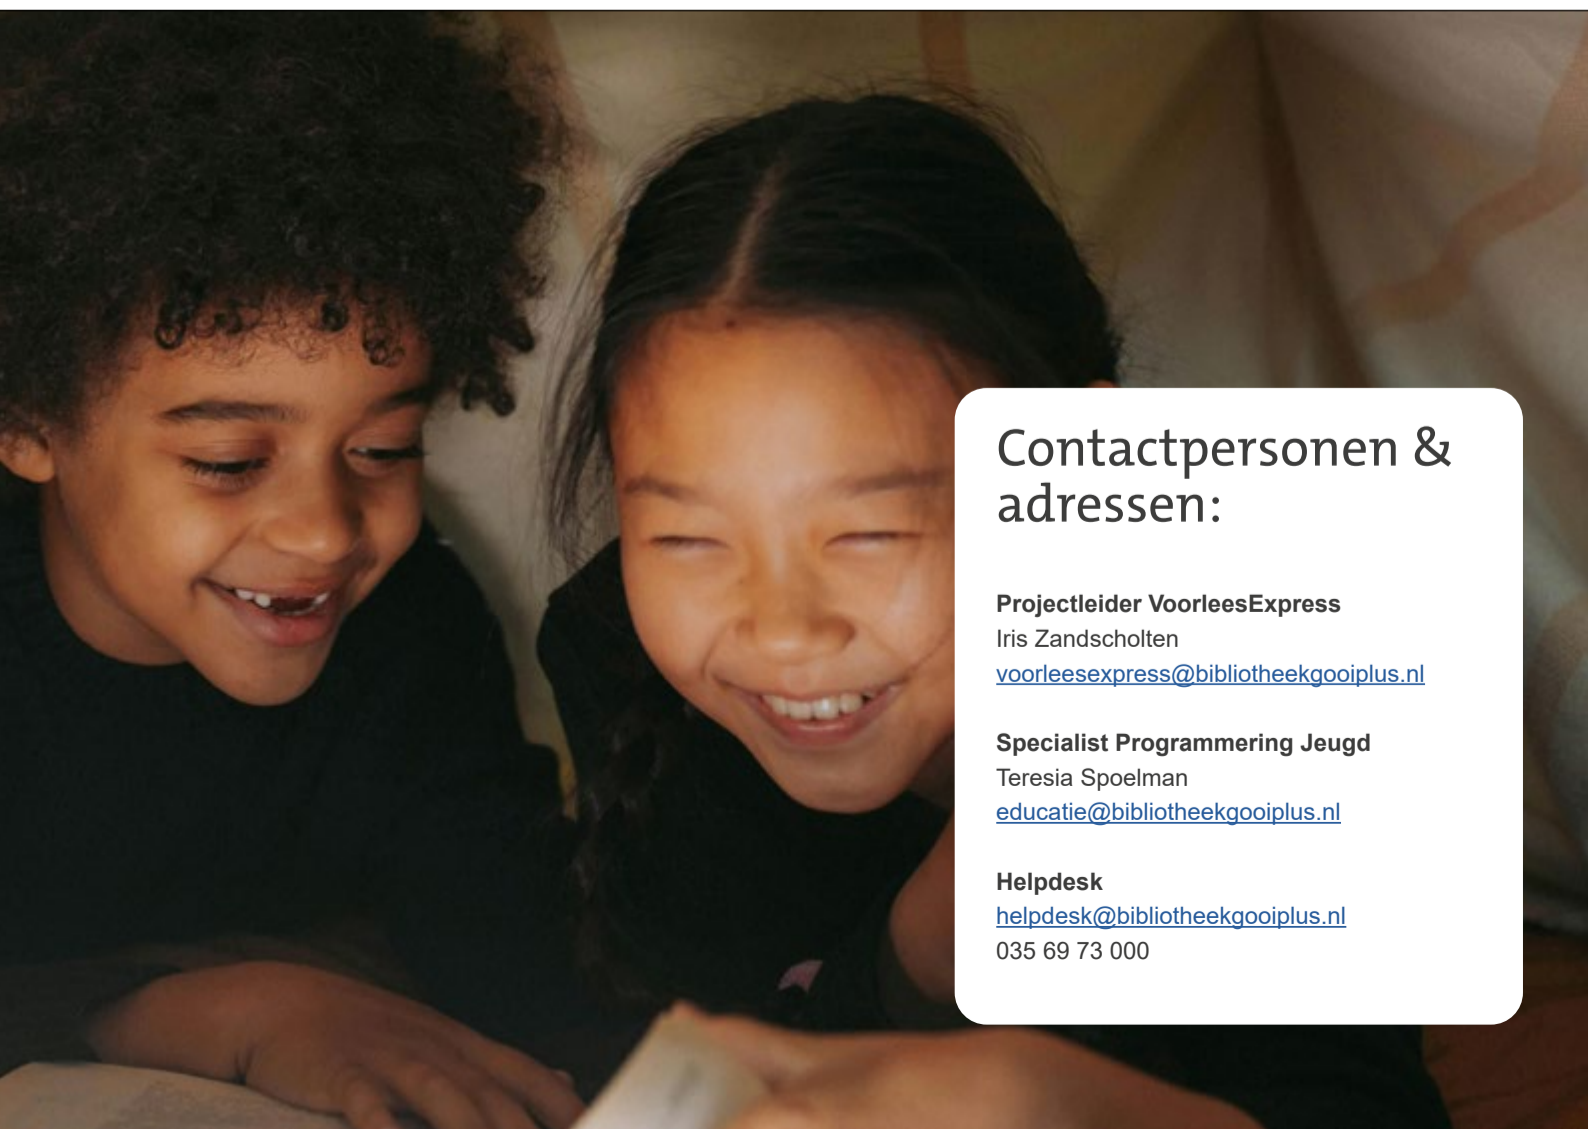 Contactpersonen &
adressen:
Projectleider VoorleesExpress
Iris Zandscholten
voorleesexpress@bibliotheekgooiplus.nl
Specialist Programmering Jeugd
Teresia Spoelman
educatie@bibliotheekgooiplus.nl
Helpdesk
helpdesk@bibliotheekgooiplus.nl
035 69 73 000